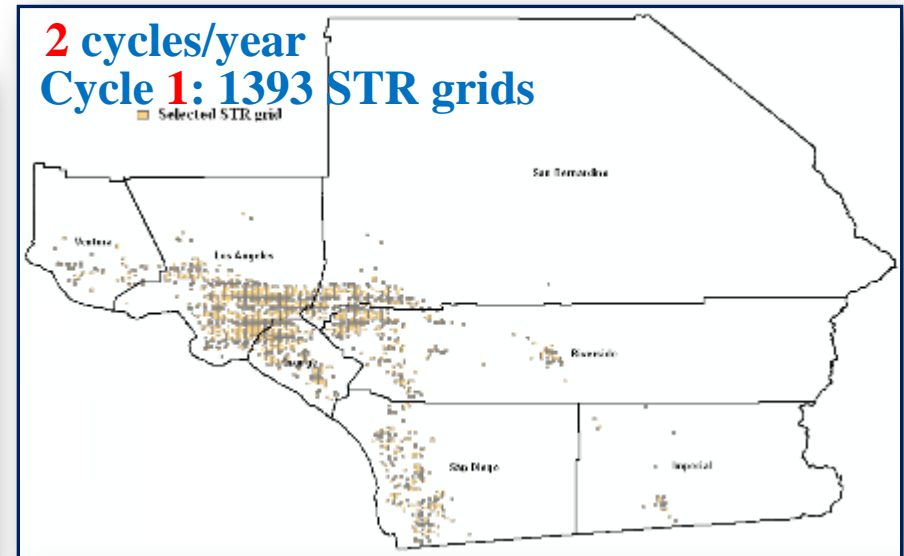 2 cycles/year
Cycle 1: 1393 STR grids
Selected STR grid
San Bernardino
Ventura
Los Angeles
Riverside
San Diego
Imperial